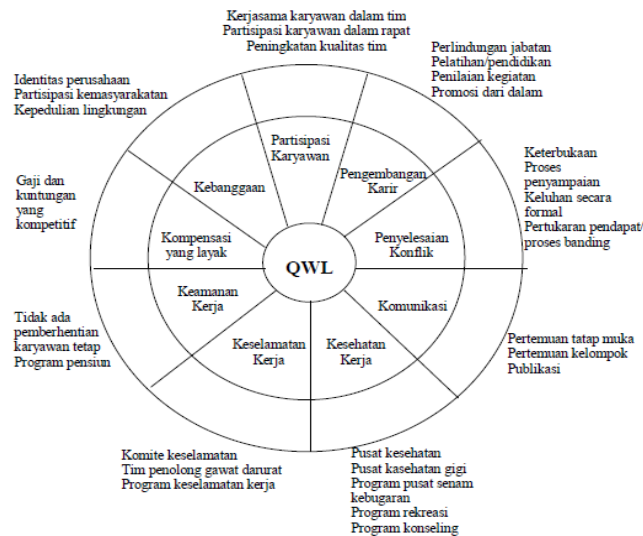 Kerjasama karyawan dalam tim
Partisipasi karyawan dalam rapat
Peningkatan kualitas tim
Perlindungan jabatan
Pelatihan/pendidikan
Penilaian kegiatan
Promosi dari dalam
Keterbukaan
Proses
penyampaian
Keluhan secara
formal
Pertukaran pendapat/
proses banding
Pertemuan tatap muka
Pertemuan kelompok
Publikasi
Pusat kesehatan
Pusat kasehatan gigi
Program pusat senam
kebugaran
Program rekreasi
Program konseling
Komite keselamatan
Tim penolong gawat darurat
Program keselamatan kerja
Tidak ada
pemberhentian
karyawan tetap
Program pensiun
Gaji dan
kuntungan
yang
kompetitif
Identitas perusahaan
Partisipasi kemasyarakatan
Kepedulian lingkungan
Partisipasi
Karyawan
Pengembangan
Karir
Penyelesaian
Konflik
Komunikasi
Kesehatan
Kerja
Keselamatan
Kerja
Keamanan
Kerja
Kompensasi
yang layak
Kebanggaan
QWL